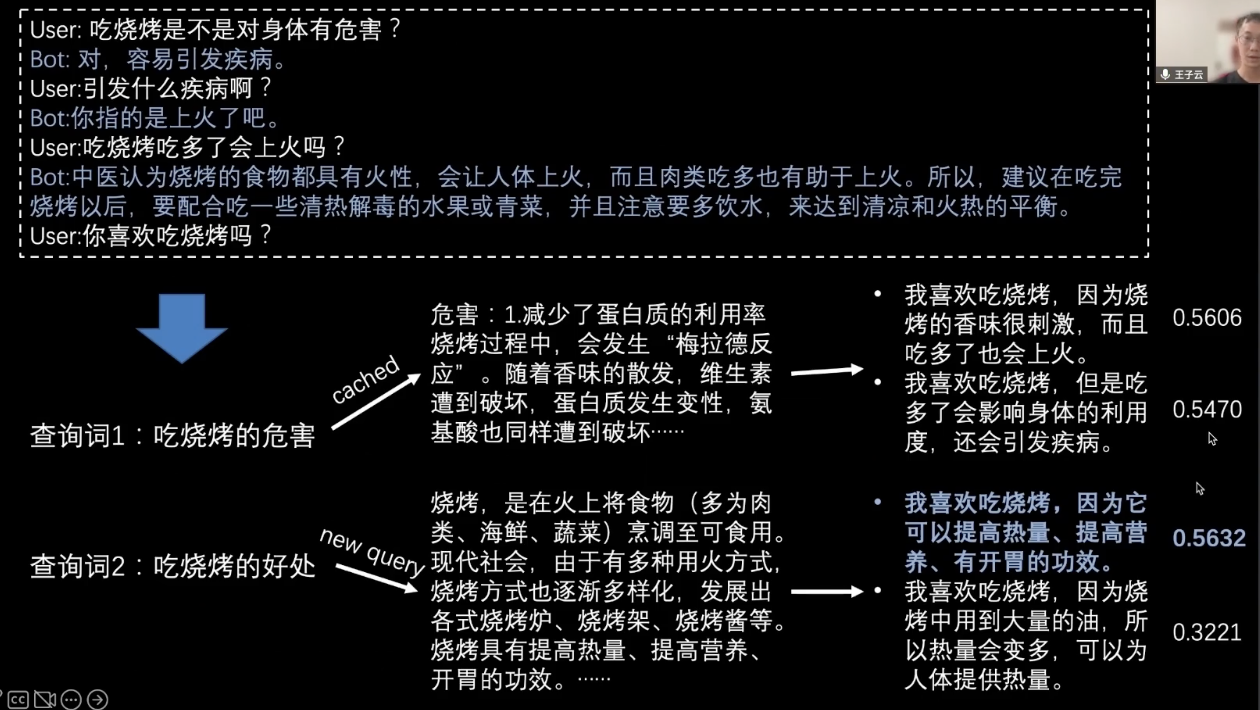 User: 吃烧烤是不是对身体有危害？
Bot: 对，容易引发疾病。
User:引发什么疾病啊？
Bot:你指的是上火了吧。
User:吃烧烤吃多了会上火吗？
Bot:中医认为烧烤的食物都具有火性，会让人体上火，而且肉类吃多也有助于上火。所以，建议在吃完
烧烤以后，要配合吃一些清热解毒的水果或青菜，并且注意要多饮水，来达到清凉和火热的平衡。
User:你喜欢吃烧烤吗？
王子云
查询词1：吃烧烤的危害
cached
危害：1.减少了蛋白质的利用率
烧烤过程中，会发生“梅拉德反
应”。随着香味的散发，维生素
遭到破坏，蛋白质发生变性，氨
基酸也同样遭到破坏……
• 我喜欢吃烧烤，因为烧
烤的香味很刺激，而且
吃多了也会上火。
0.5606
• 我喜欢吃烧烤，但是吃
多了会影响身体的利用
度，还会引发疾病。
0.5470
查询词2：吃烧烤的好处
new query
烧烤，是在火上将食物（多为肉
类、海鲜、蔬菜）烹调至可食用。
现代社会，由于有多种用火方式，
烧烤方式也逐渐多样化，发展出
各式烧烤炉、烧烤架、烧烤酱等。
烧烤具有提高热量、提高营养、
开胃的功效。……
• 我喜欢吃烧烤，因为它
可以提高热量、提高营
养、有开胃的功效。
0.5632
• 我喜欢吃烧烤，因为烧
烤中用到大量的油，所
以热量会变多，可以为
人体提供热量。
0.3221
CC